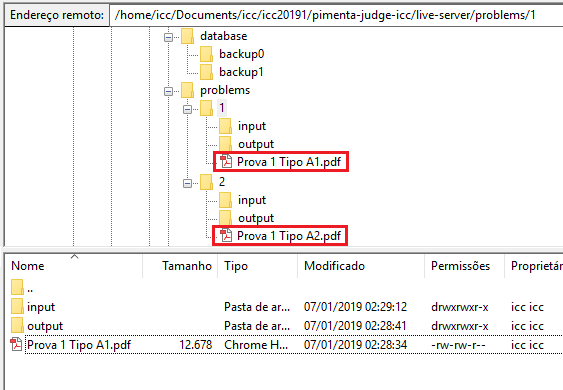 Endereço remoto: /home/icc/Documents/icc/icc20191/pimenta-judge-icc/live-server/problems/1
database
backup0
backup1
problems
1
input
output
Prova 1 Tipo A1.pdf
2
input
output
Prova 1 Tipo A2.pdf
Nome Tamanho Tipo Modificado Permissões Proprietár
..
input Pasta de ar... 07/01/2019 02:29:12 drwxrwxr-x icc icc
output Pasta de ar... 07/01/2019 02:28:41 drwxrwxr-x icc icc
Prova 1 Tipo A1.pdf 12.678 Chrome H... 07/01/2019 02:28:34 -rw-rw-r-- icc icc